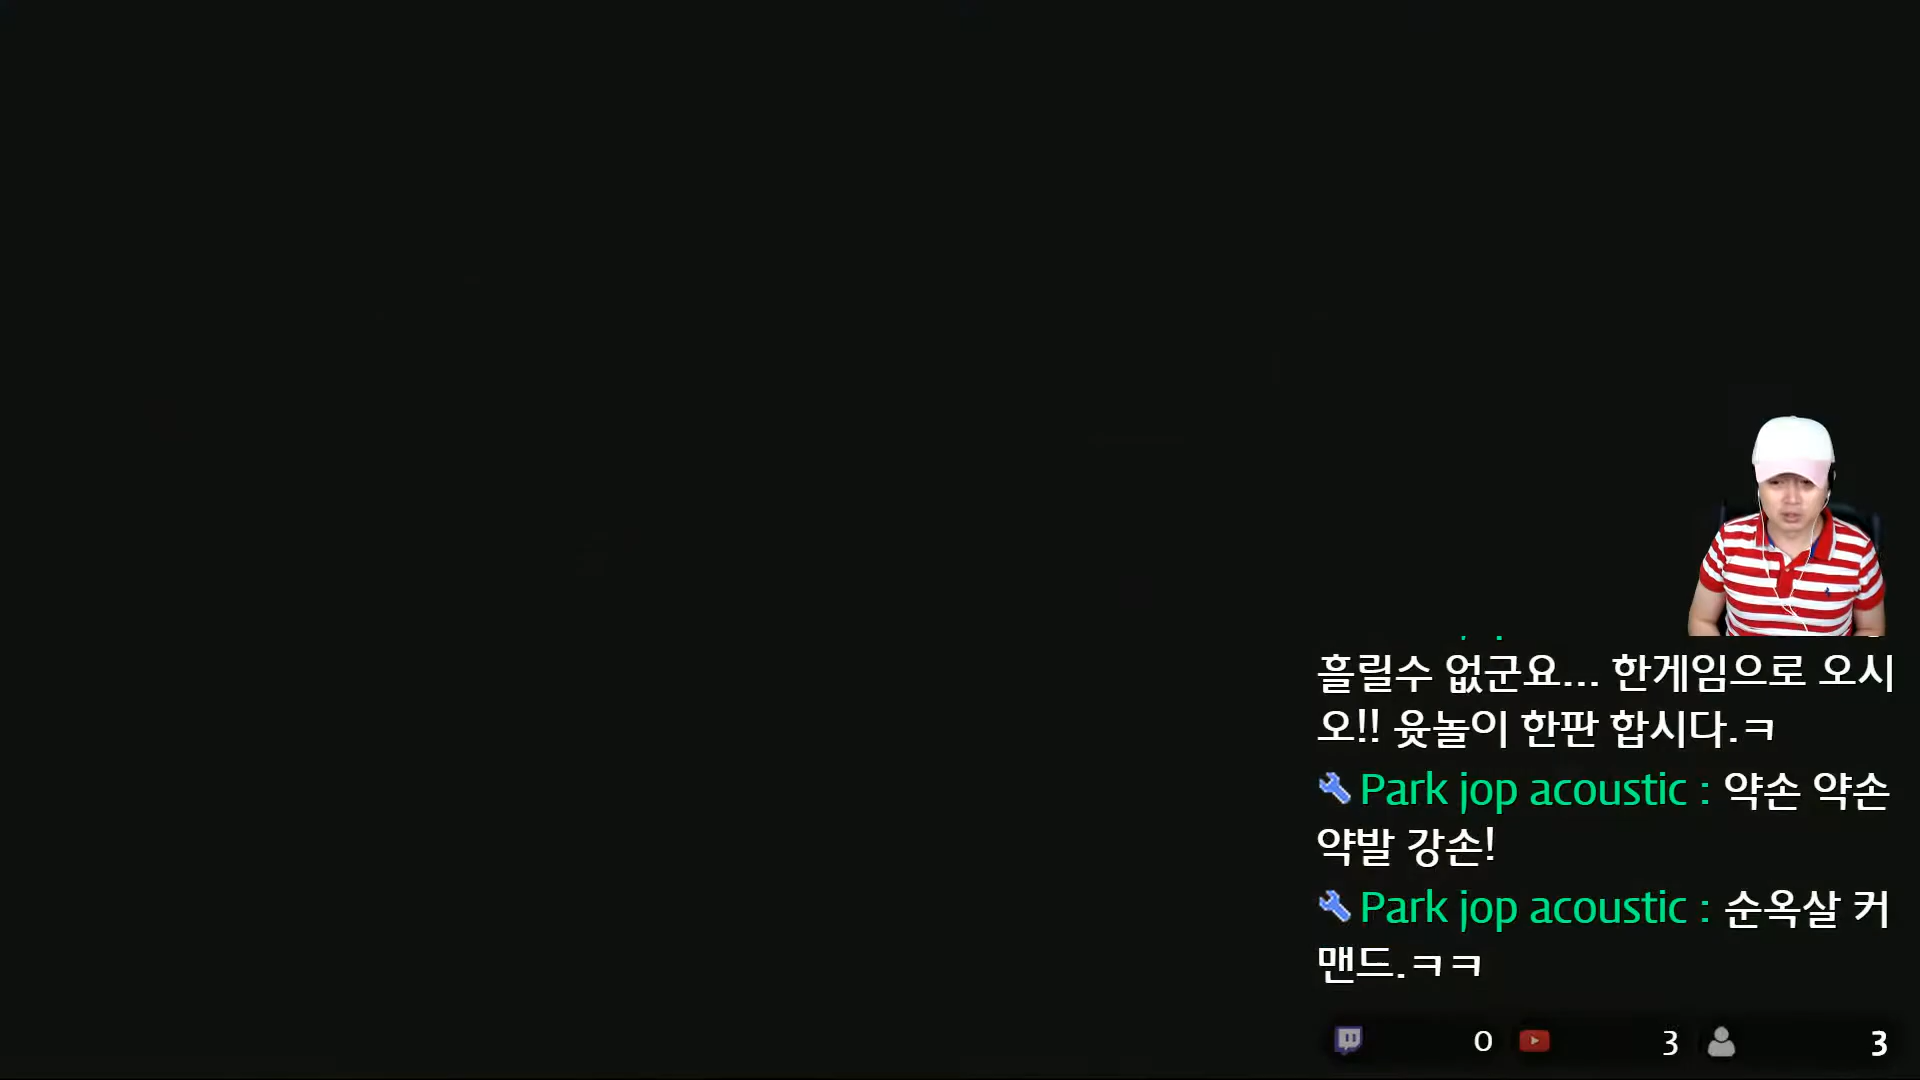 흘릴수 없군요... 한게임으로 오시
오!! 윷놀이 한판 합시다.ㅋ
Park jop acoustic : 약손 약손
약발 강손!
Park jop acoustic : 순옥살 커
맨드.ㅋㅋ
0 3 3